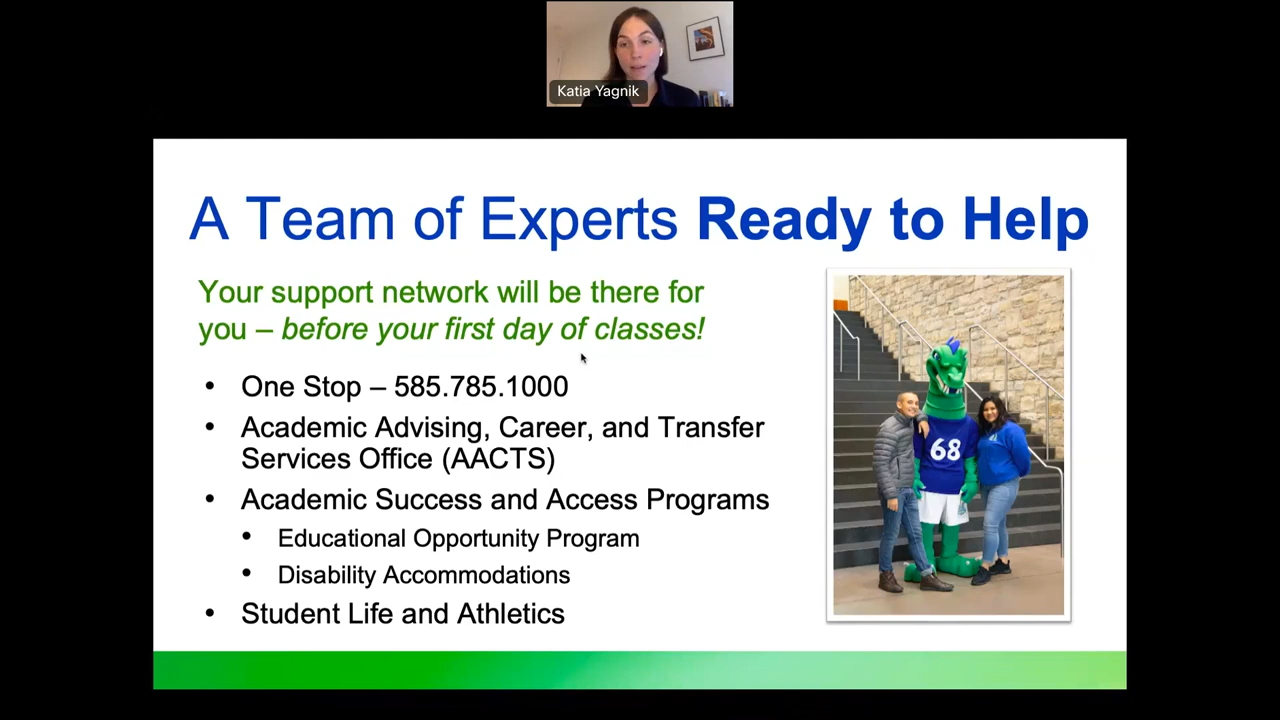 Katia Yagnik
A Team of Experts Ready to Help
Your support network will be there for
you – before your first day of classes!
• One Stop – 585.785.1000
• Academic Advising, Career, and Transfer
Services Office (AACTS)
• Academic Success and Access Programs
• Educational Opportunity Program
• Disability Accommodations
• Student Life and Athletics
68